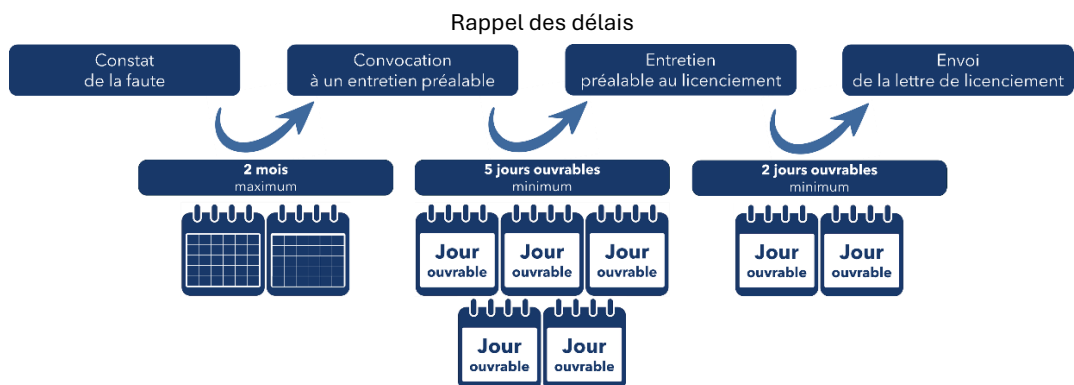 Rappel des délais
Constat
de la faute
Convocation
à un entretien préalable
Entretien
préalable au licenciement
Envoi
de la lettre de licenciement
2 mois
maximum
5 jours ouvrables
minimum
2 jours ouvrables
minimum
Jour
ouvrable
Jour
ouvrable
Jour
ouvrable
Jour
ouvrable
Jour
ouvrable
Jour
ouvrable
Jour
ouvrable